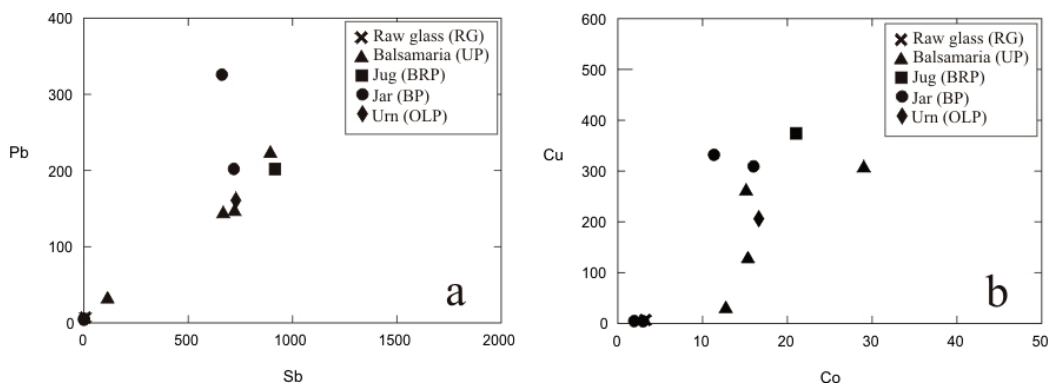 400
300
200
100
0
Pb
0
500
1000
1500
2000
Sb
Raw glass (RG)
Balsamaria (UP)
Jug (BRP)
Jar (BP)
Urn (OLP)
a
600
500
400
300
200
100
0
Cu
0
10
20
30
40
50
Co
Raw glass (RG)
Balsamaria (UP)
Jug (BRP)
Jar (BP)
Urn (OLP)
b